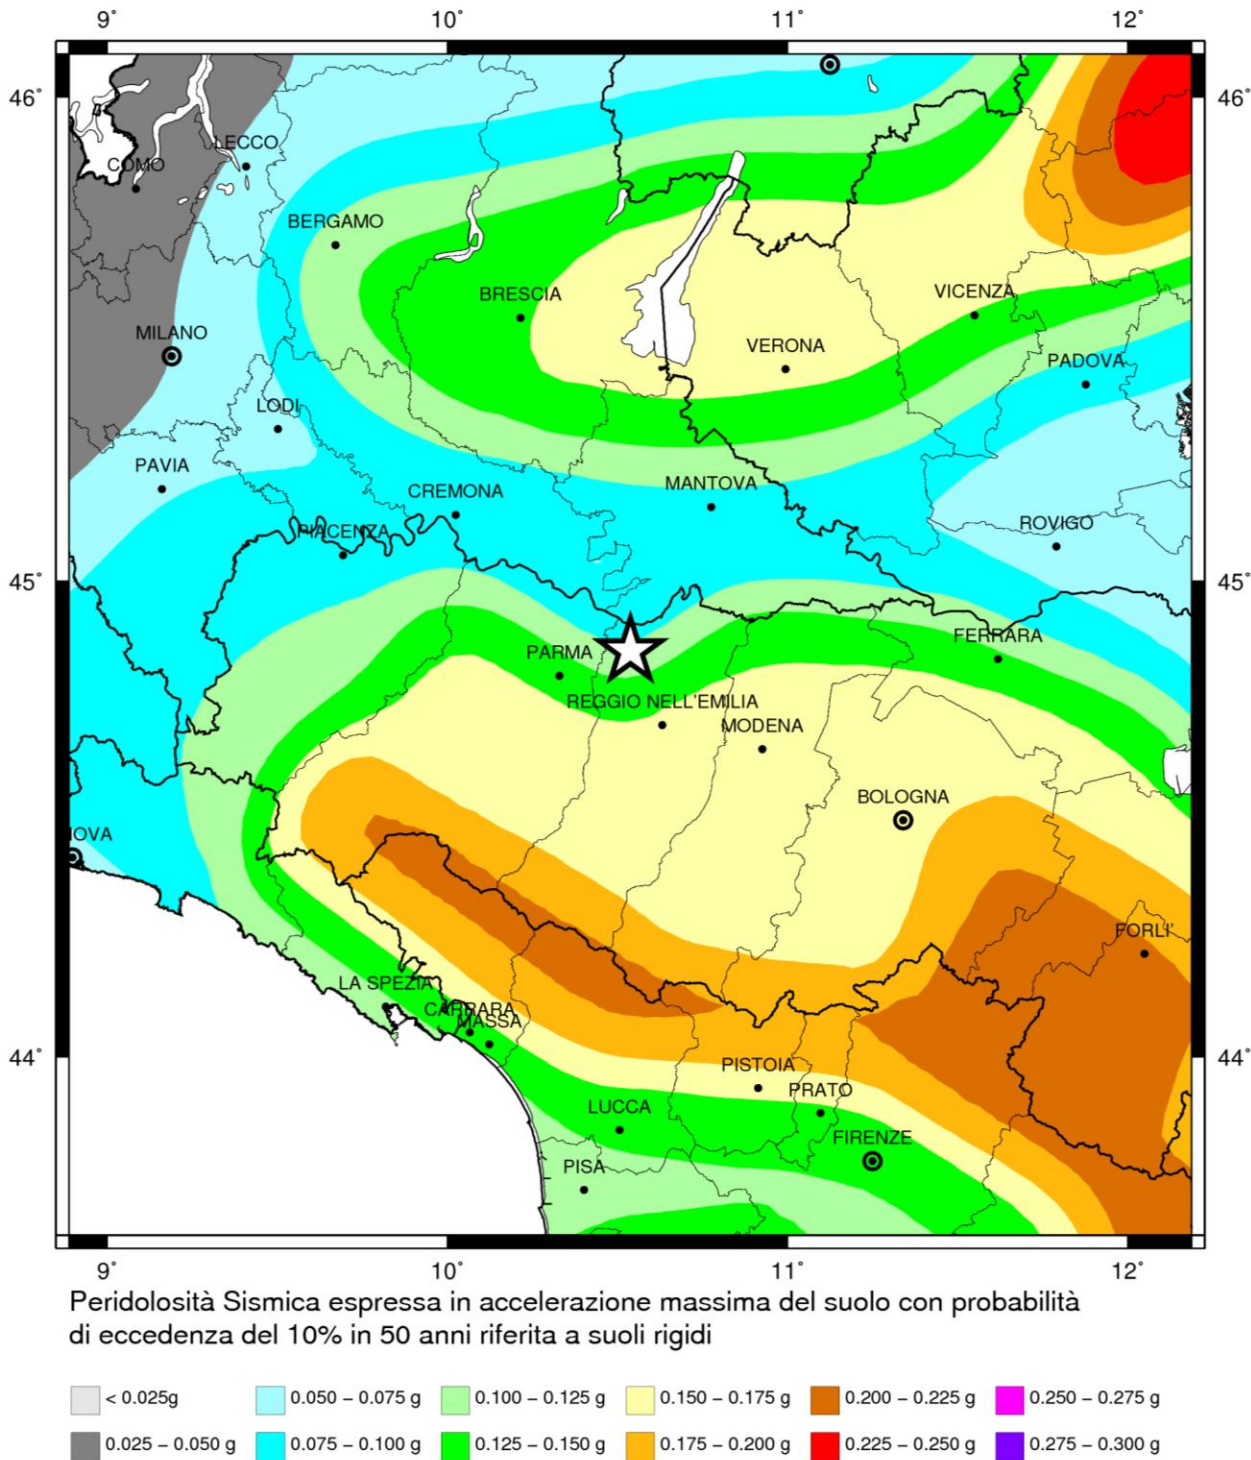 9˚ 10˚ 11˚ 12˚
46˚ 46˚
LECCO
COMO
BERGAMO
BRESCIA
VICENZA
MILANO
VERONA
PADOVA
LODI
PAVIA
MANTOVA
CREMONA
ROVIGO
PIACENZA
45˚ 45˚
FERRARA
PARMA
REGGIO NELL'EMILIA
MODENA
BOLOGNA
NOVA
FORLI'
LA SPEZIA
CARRARA
MASSA
44˚ 44˚
PISTOIA
PRATO
LUCCA
FIRENZE
PISA
9˚ 10˚ 11˚ 12˚
Peridolosità Sismica espressa in accelerazione massima del suolo con probabilità
di eccedenza del 10% in 50 anni riferita a suoli rigidi
< 0.025g 0.050 – 0.075 g 0.100 – 0.125 g 0.150 – 0.175 g 0.200 – 0.225 g 0.250 – 0.275 g
0.025 – 0.050 g 0.075 – 0.100 g 0.125 – 0.150 g 0.175 – 0.200 g 0.225 – 0.250 g 0.275 – 0.300 g